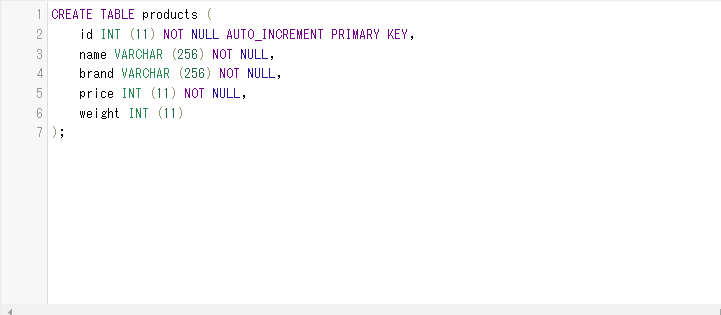 1 CREATE TABLE products (
2 id INT (11) NOT NULL AUTO_INCREMENT PRIMARY KEY,
3 name VARCHAR (256) NOT NULL,
4 brand VARCHAR (256) NOT NULL,
5 price INT (11) NOT NULL,
6 weight INT (11)
7 );